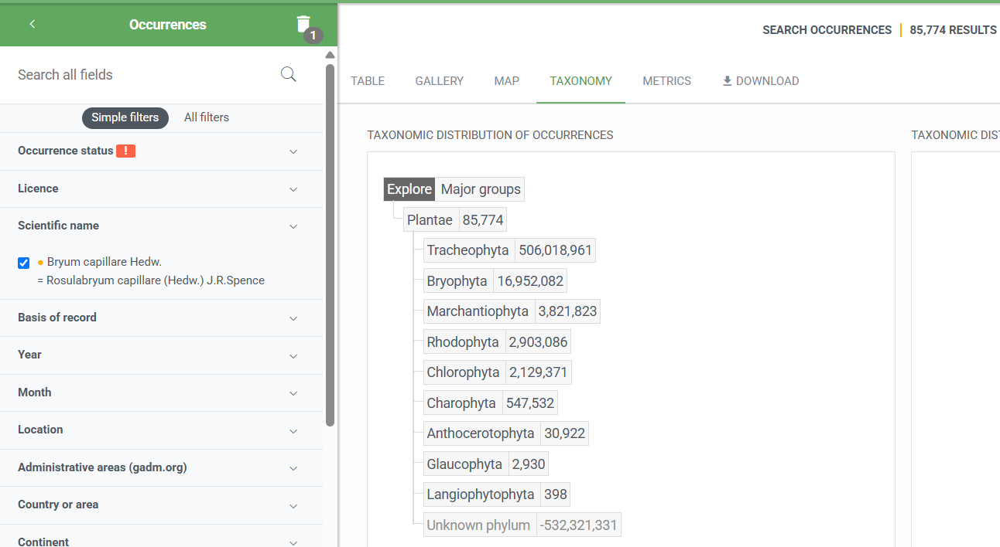 Occurrences
1
Search all fields
Simple filters All filters
Occurrence status !
Licence
Scientific name
Bryum capillare Hedw.
= Rosulabryum capillare (Hedw.) J.R.Spence
Basis of record
Year
Month
Location
Administrative areas (gadm.org)
Country or area
Continent
SEARCH OCCURRENCES | 85,774 RESULTS
TABLE GALLERY MAP TAXONOMY METRICS DOWNLOAD
TAXONOMIC DISTRIBUTION OF OCCURRENCES
Explore Major groups
Plantae 85,774
Tracheophyta 506,018,961
Bryophyta 16,952,082
Marchantiophyta 3,821,823
Rhodophyta 2,903,086
Chlorophyta 2,129,371
Charophyta 547,532
Anthocerotophyta 30,922
Glaucophyta 2,930
Langiophytophyta 398
Unknown phylum -532,321,331
TAXONOMIC DIST